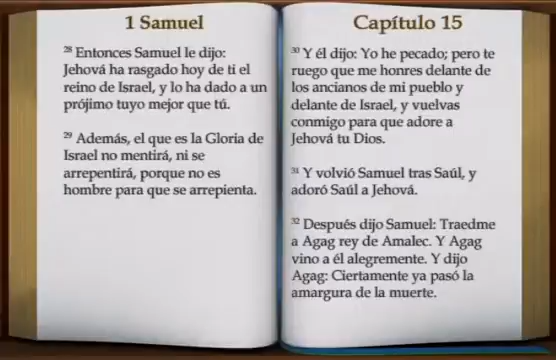 1 Samuel
28 Entonces Samuel le dijo:
Jehová ha rasgado hoy de ti el
reino de Israel, y lo ha dado a un
prójimo tuyo mejor que tú.
29 Además, el que es la Gloria de
Israel no mentirá, ni se
arrepentirá, porque no es
hombre para que se arrepienta.
Capítulo 15
30 Y él dijo: Yo he pecado; pero te
ruego que me honres delante de
los ancianos de mi pueblo y
delante de Israel, y vuelvas
conmigo para que adore a
Jehová tu Dios.
31 Y volvió Samuel tras Saúl, y
adoró Saúl a Jehová.
32 Después dijo Samuel: Traedme
a Agag rey de Amalec. Y Agag
vino a él alegremente. Y dijo
Agag: Ciertamente ya pasó la
amargura de la muerte.